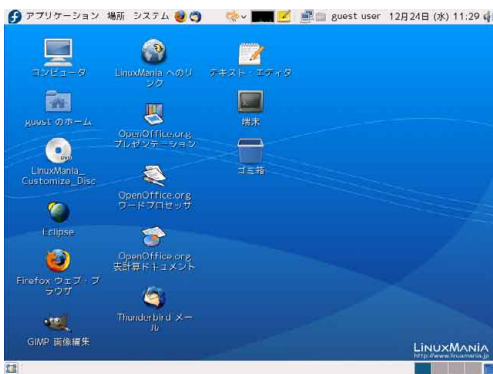 アプリケーション 場所 システム guest user 12月24日 (水) 11:29
コンピュータ
guest のホーム
LinuxMania_
Customize_Disc
Eclipse
Firefox ウェブ・ブ
ラウザ
GIMP 画像編集
LinuxMania へのリ
ンク
OpenOffice.org
プレゼンテーション
OpenOffice.org
ワードプロセッサ
OpenOffice.org
表計算ドキュメント
Thunderbird メー
ル
テキスト・エディタ
端末
ゴミ箱
LINUXMANIA
http://www.linuxmania.jp